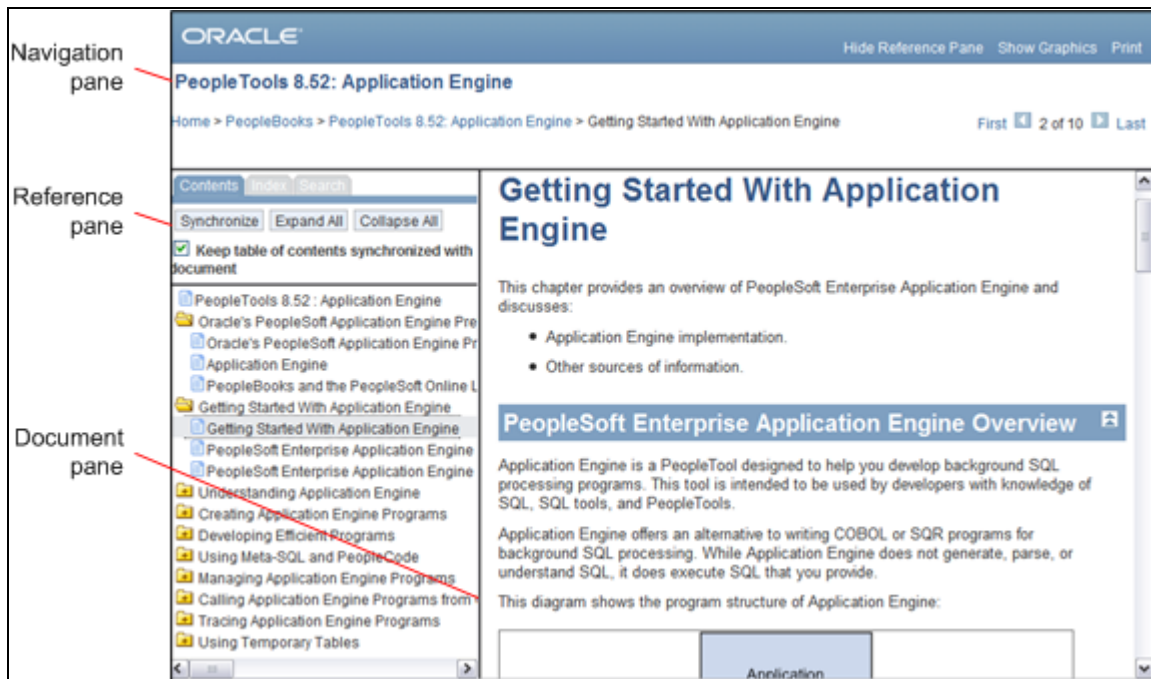 Navigation
pane
Reference
pane
Document
pane
ORACLE
Hide Reference Pane Show Graphics Print
PeopleTools 8.52: Application Engine
Home > PeopleBooks > PeopleTools 8.52: Application Engine > Getting Started With Application Engine
First 2 of 10 Last
Contents Index Search
Synchronize Expand All Collapse All
Keep table of contents synchronized with
document
PeopleTools 8.52 : Application Engine
Oracle's PeopleSoft Application Engine Pre
Oracle's PeopleSoft Application Engine Pr
Application Engine
PeopleBooks and the PeopleSoft Online L
Getting Started With Application Engine
Getting Started With Application Engine
PeopleSoft Enterprise Application Engine
PeopleSoft Enterprise Application Engine
Understanding Application Engine
Creating Application Engine Programs
Developing Efficient Programs
Using Meta-SQL and PeopleCode
Managing Application Engine Programs
Calling Application Engine Programs from
Tracing Application Engine Programs
Using Temporary Tables
Getting Started With Application
Engine
This chapter provides an overview of PeopleSoft Enterprise Application Engine and
discusses:
• Application Engine implementation.
• Other sources of information.
PeopleSoft Enterprise Application Engine Overview
Application Engine is a PeopleTool designed to help you develop background SQL
processing programs. This tool is intended to be used by developers with knowledge of
SQL, SQL tools, and PeopleTools.
Application Engine offers an alternative to writing COBOL or SQR programs for
background SQL processing. While Application Engine does not generate, parse, or
understand SQL, it does execute SQL that you provide.
This diagram shows the program structure of Application Engine:
Application